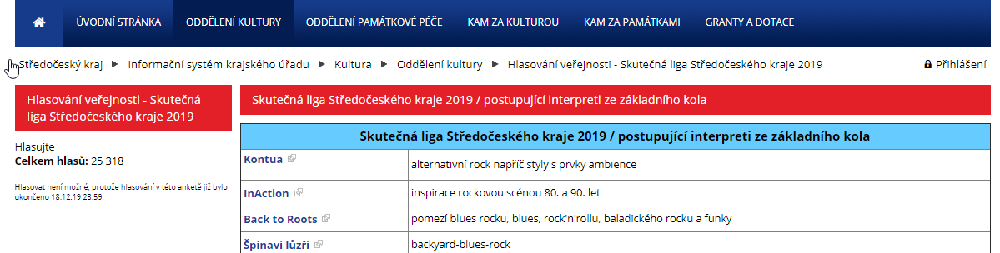 ÚVODNÍ STRÁNKA ODDĚLENÍ KULTURY ODDĚLENÍ PAMÁTKOVÉ PÉČE KAM ZA KULTUROU KAM ZA PAMÁTKAMI GRANTY A DOTACE
Středočeský kraj Informační systém krajského úřadu Kultura Oddělení kultury Hlasování veřejnosti - Skutečná liga Středočeského kraje 2019 Přihlášení
Hlasování veřejnosti - Skutečná
liga Středočeského kraje 2019
Hlasujte
Celkem hlasů: 25 318
Hlasovat není možné, protože hlasování v této anketě již bylo
ukončeno 18.12.19 23:59.
Skutečná liga Středočeského kraje 2019 / postupující interpreti ze základního kola
Skutečná liga Středočeského kraje 2019 / postupující interpreti ze základního kola
Kontua alternativní rock napříč styly s prvky ambience
InAction inspirace rockovou scénou 80. a 90. let
Back to Roots pomezí blues rocku, blues, rock'n'rollu, baladického rocku a funky
Špinaví lůzři backyard-blues-rock